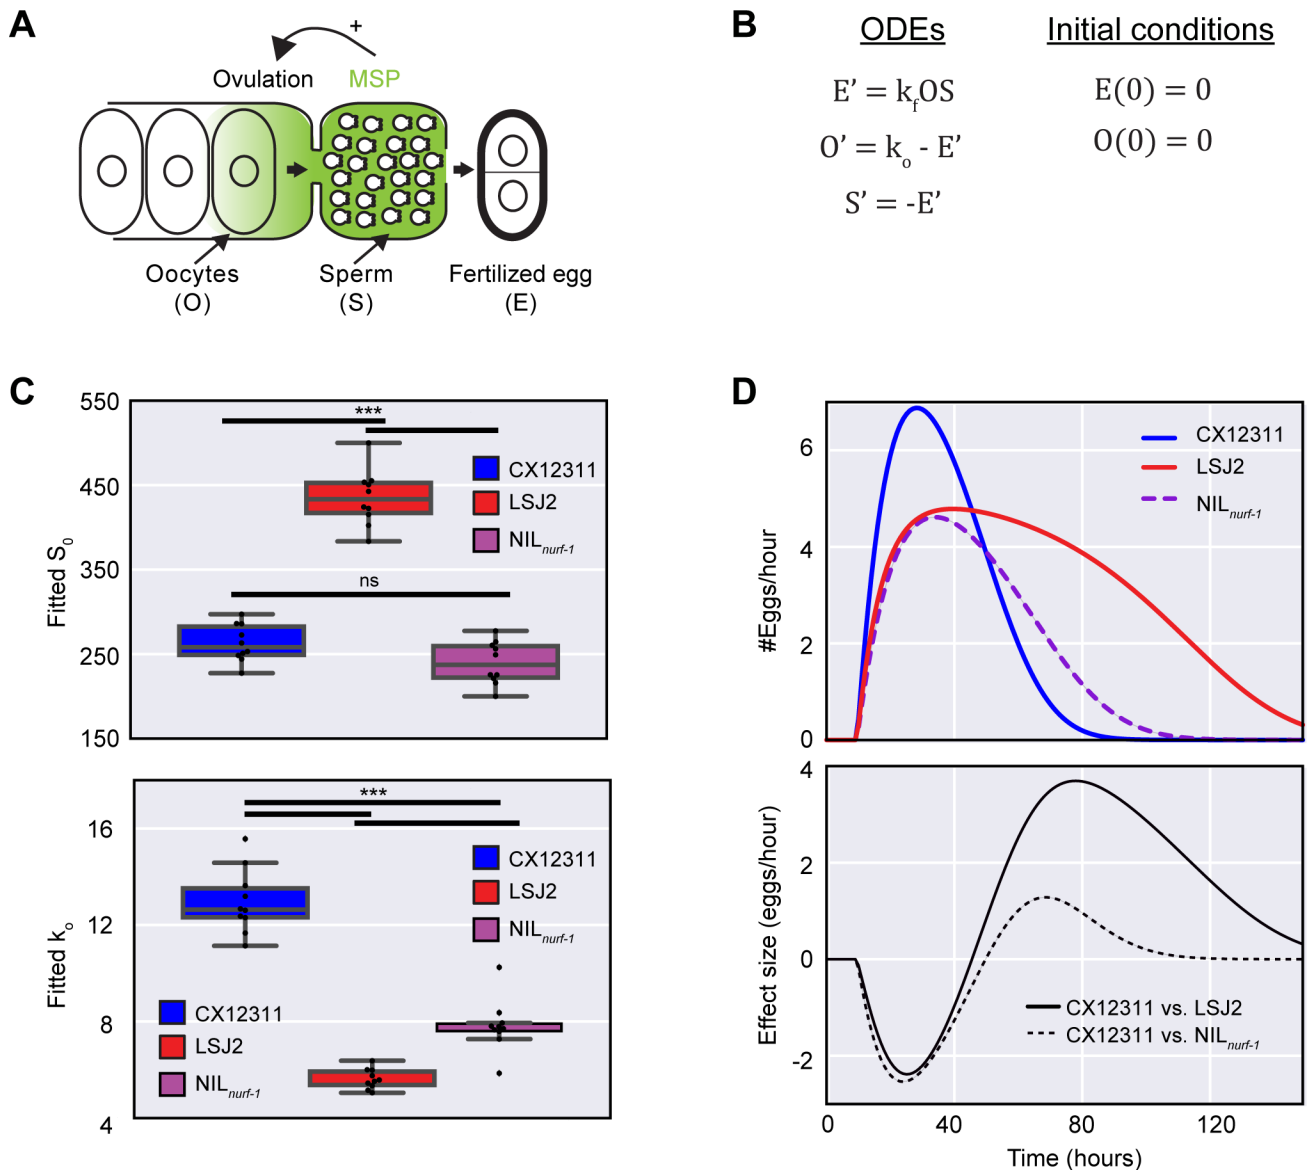 A
+
Ovulation MSP
Oocytes
(O)
Sperm
(S)
Fertilized egg
(E)
B
ODEs
E’ = kfOS
O’ = ko - E’
S’ = -E’
Initial conditions
E(0) = 0
O(0) = 0
C
Fitted S0
550
450
350
250
150
***
ns
CX12311
LSJ2
NILnurf-1
Fitted ko
16
12
8
4
***
CX12311
LSJ2
NILnurf-1
CX12311
LSJ2
NILnurf-1
D
#Eggs/hour
6
4
2
0
CX12311
LSJ2
NILnurf-1
Effect size (eggs/hour)
4
2
0
-2
CX12311 vs. LSJ2
CX12311 vs. NILnurf-1
0 40 80 120
Time (hours)